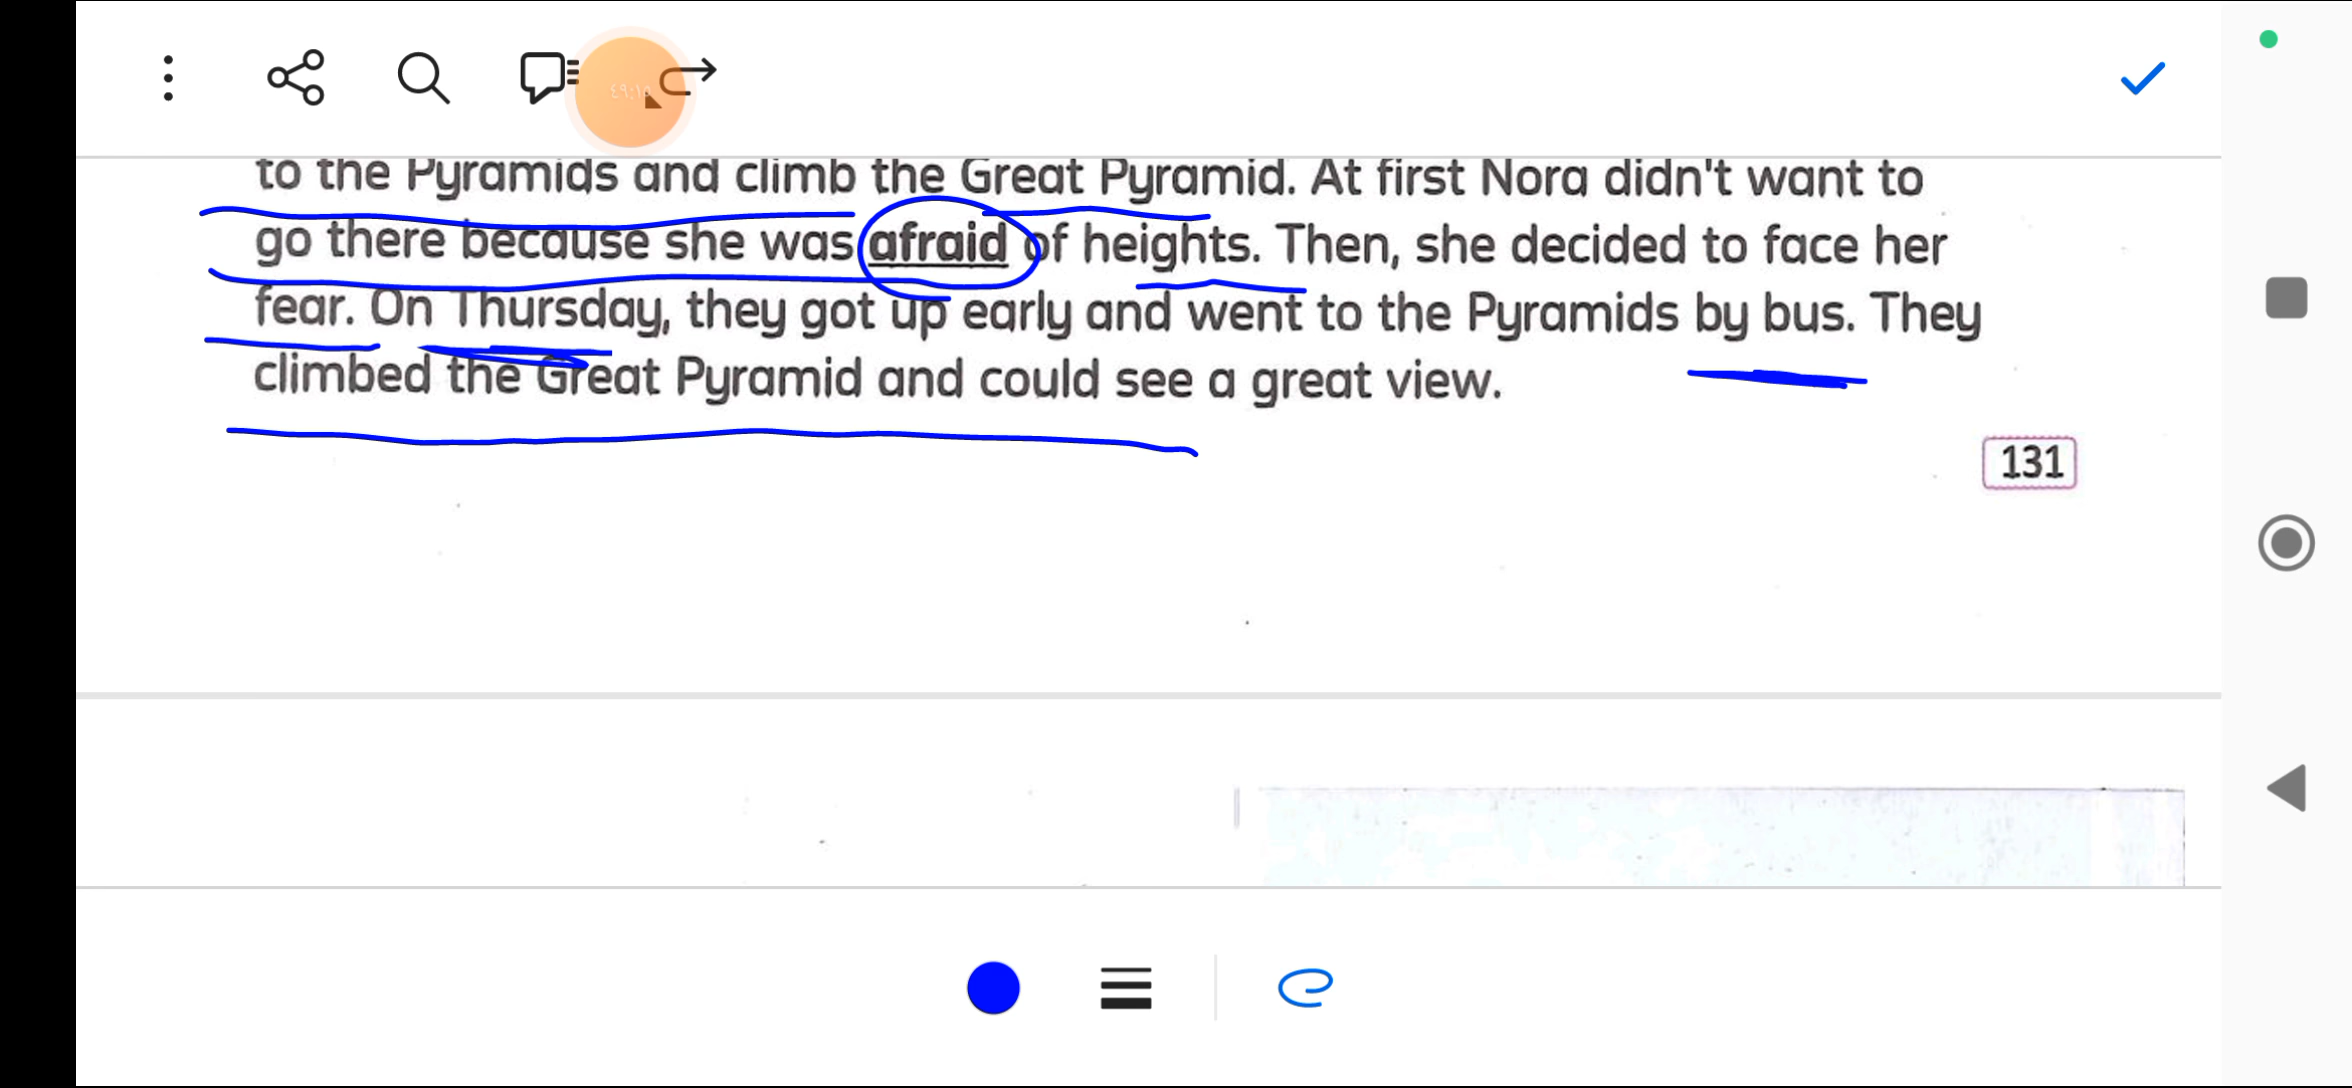 ٤٩:١٥
to the Pyramids and climb the Great Pyramid. At first Nora didn't want to
go there because she was afraid of heights. Then, she decided to face her
fear. On Thursday, they got up early and went to the Pyramids by bus. They
climbed the Great Pyramid and could see a great view.
131